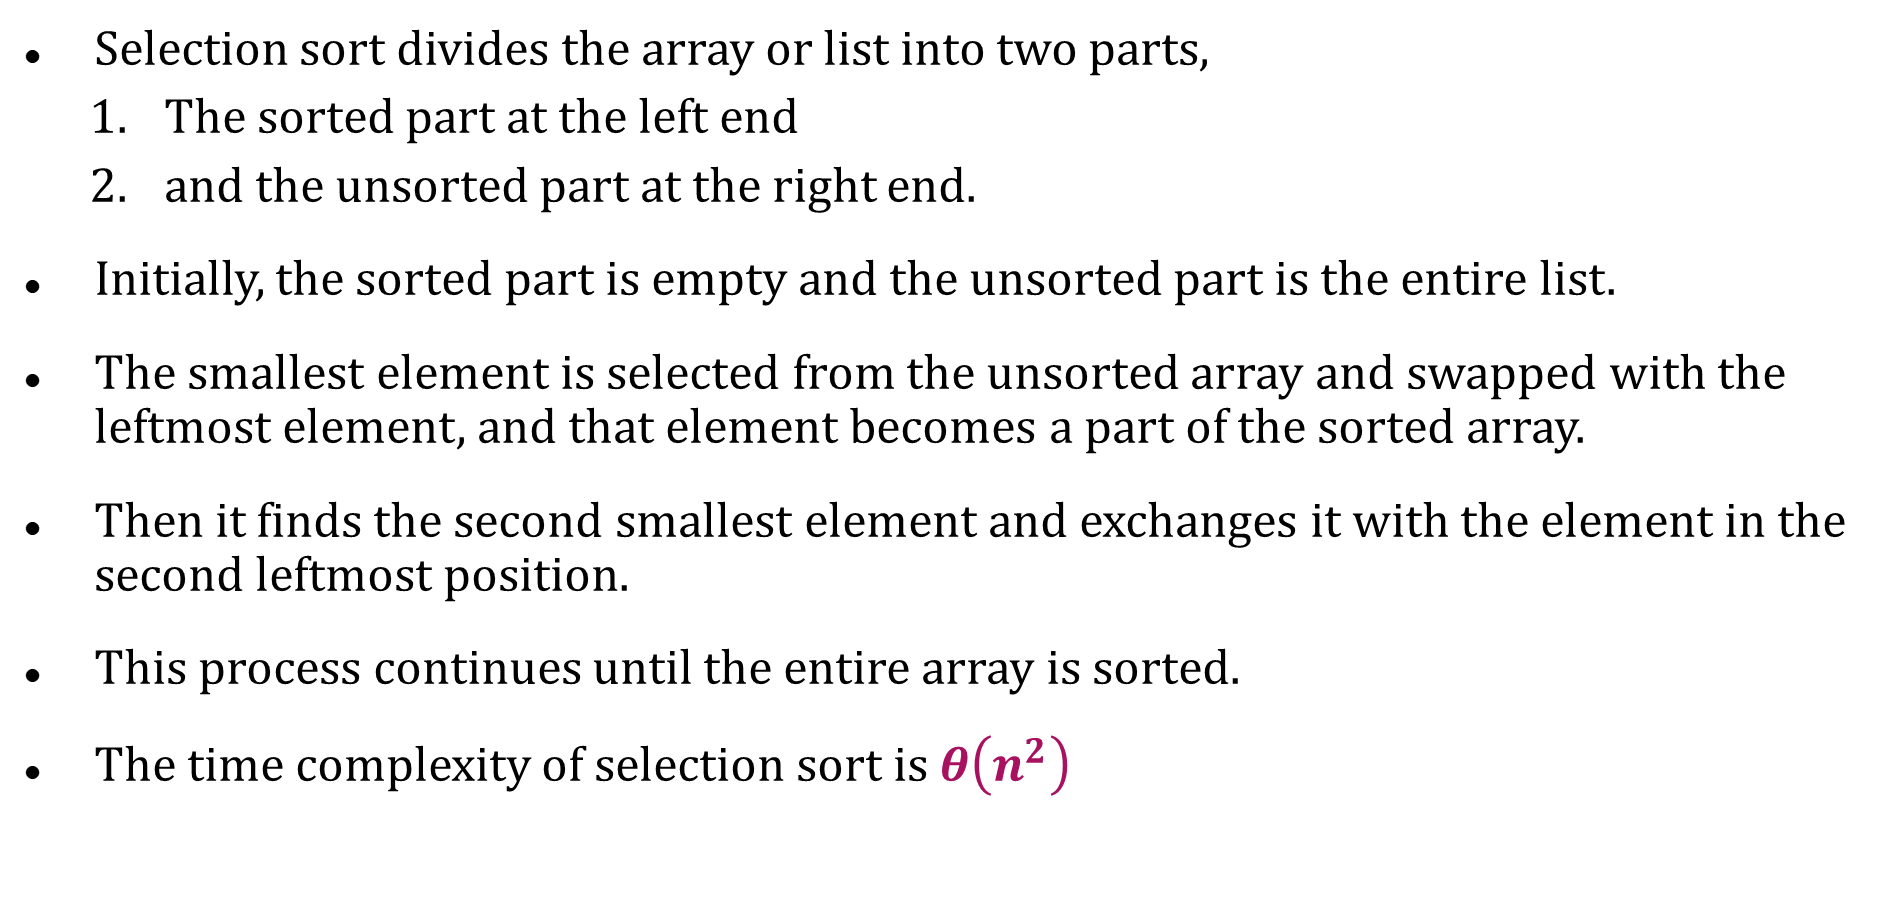 • Selection sort divides the array or list into two parts,
1. The sorted part at the left end
2. and the unsorted part at the right end.
• Initially, the sorted part is empty and the unsorted part is the entire list.
• The smallest element is selected from the unsorted array and swapped with the
leftmost element, and that element becomes a part of the sorted array.
• Then it finds the second smallest element and exchanges it with the element in the
second leftmost position.
• This process continues until the entire array is sorted.
• The time complexity of selection sort is θ(n²)